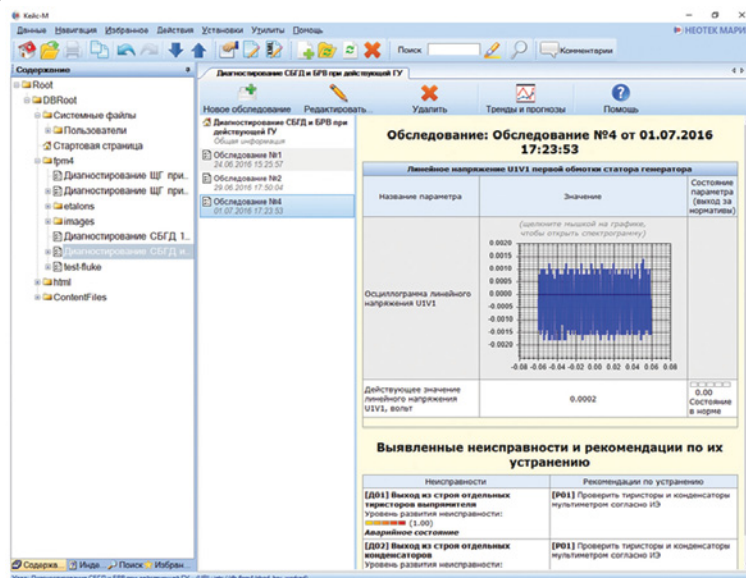 Кейс-М
Данные Навигация Избранное Действия Установки Утилиты Помощь
НЕОТЕК МАРИ
Поиск
Комментарии
Содержание
Root
DBRoot
Системные файлы
Пользователи
Стартовая страница
fpm4
Диагностирование ЩГ при..
Диагностирование ЩГ при..
etalons
images
Диагностирование СБГД 1..
Диагностирование СБГД и..
test-fluke
html
ContentFiles
Содержа... Инде.. Поиск Избран...
Диагностирование СБГД и БРВ при действующей ГУ
Новое обследование Редактировать... Удалить Тренды и прогнозы Помощь
Диагностирование СБГД и БРВ при
действующей ГУ
Общая информация
Обследование №1
24.06.2016 15:25:57
Обследование №2
29.06.2016 17:50:04
Обследование №4
01.07.2016 17:23:53
Обследование: Обследование №4 от 01.07.2016
17:23:53
Линейное напряжение U1V1 первой обмотки статора генератора
Название параметра
Значение
Состояние
параметра
(выход за
нормативы)
(щелкните мышкой на графике,
чтобы открыть спектрограмму)
Осциллограмма линейного
напряжения U1V1
0.0020
0.0015
0.0010
0.0005
0.0000
-0.0005
-0.0010
-0.0015
-0.0020
-0.08 -0.06 -0.04 -0.02 0.00 0.02 0.04 0.06 0.08
Действующее значение
линейного напряжения
U1V1, вольт
0.0002
0.00
Состояние
в норме
Выявленные неисправности и рекомендации по их
устранению
Неисправности
Рекомендации по устранению
[Д01] Выход из строя отдельных
тиристоров выпрямителя
Уровень развития неисправности:
(1.00)
Аварийное состояние
[Р01] Проверить тиристоры и конденсаторы
мультиметром согласно ИЭ
[Д02] Выход из строя отдельных
конденсаторов
Уровень развития неисправности:
[Р01] Проверить тиристоры и конденсаторы
мультиметром согласно ИЭ